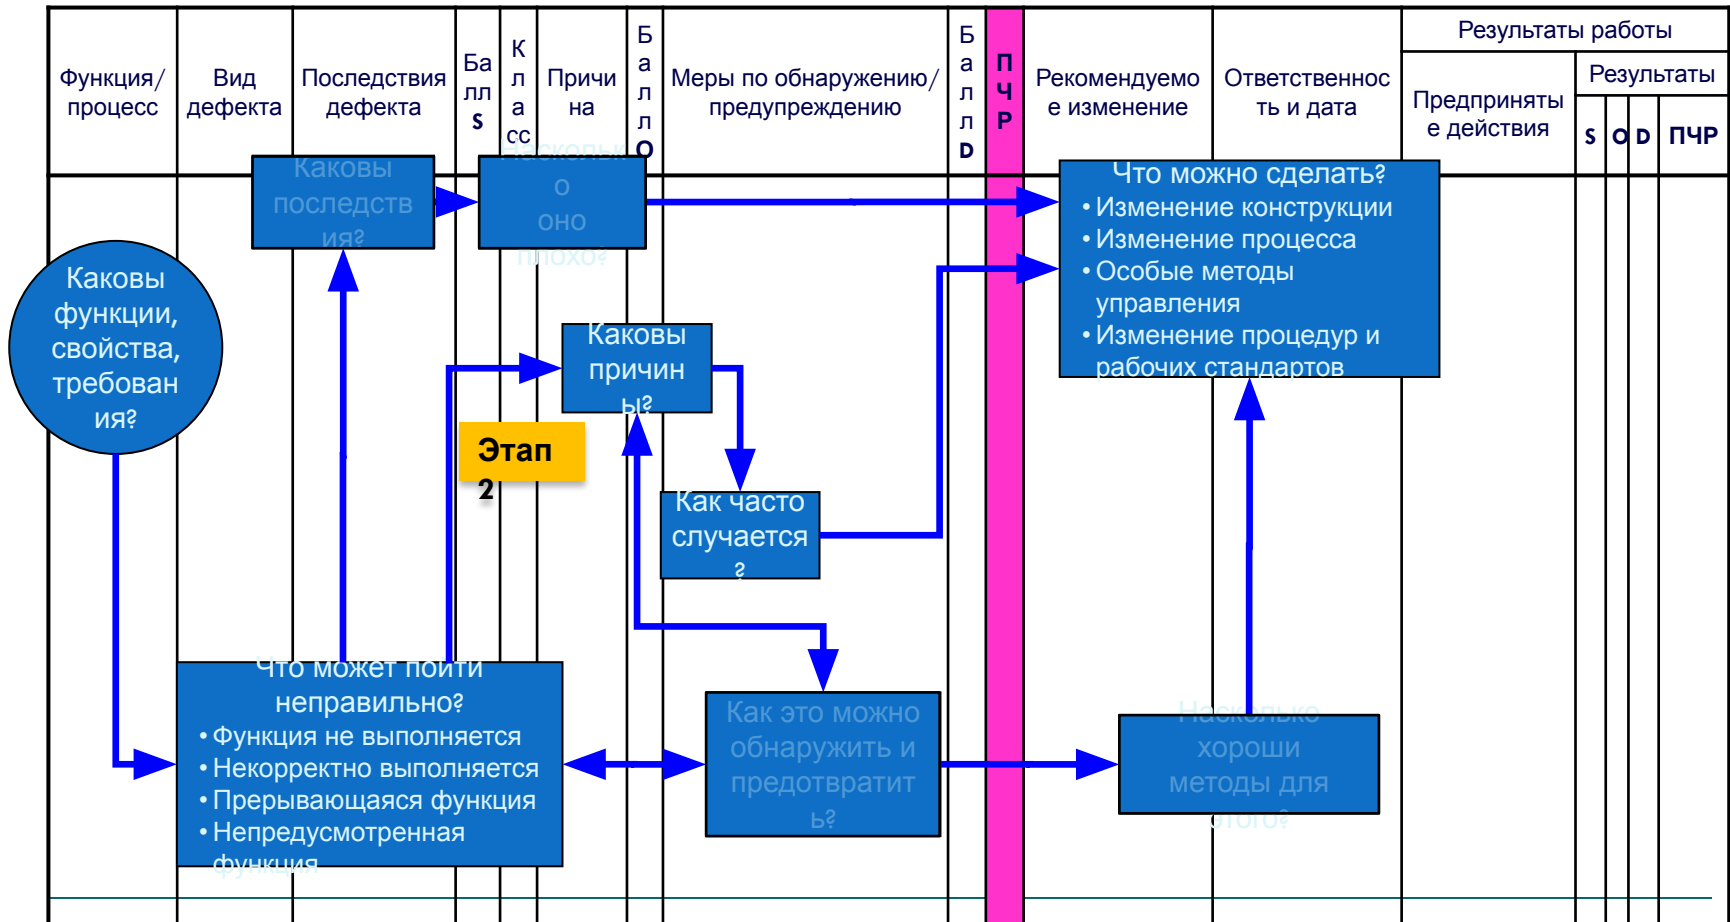 Функция/
процесс
Вид
дефекта
Последствия
дефекта
Ба
лл
S
К
л
а
сс
Причи
на
Б
а
л
л
О
Меры по обнаружению/
предупреждению
Б
а
л
л
D
П
Ч
Р
Рекомендуемо
е изменение
Ответственнос
ть и дата
Результаты работы
Предприняты
е действия
Результаты
S
O
D
ПЧР
Каковы
последств
ия?
Наскольк
о
оно
плохо?
Что можно сделать?
• Изменение конструкции
• Изменение процесса
• Особые методы
управления
• Изменение процедур и
рабочих стандартов
Каковы
функции,
свойства,
требован
ия?
Каковы
причин
ы?
Этап
2
Как часто
случается
?
Что может пойти
неправильно?
• Функция не выполняется
• Некорректно выполняется
• Прерывающаяся функция
• Непредусмотренная
функция
Как это можно
обнаружить и
предотвратит
ь?
Насколько
хороши
методы для
этого?